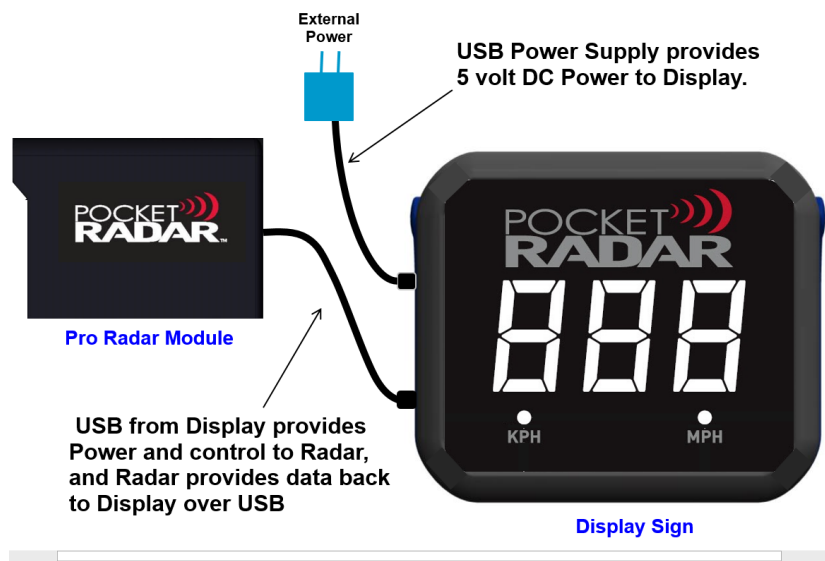 External
Power
USB Power Supply provides
5 volt DC Power to Display.
POCKET
RADAR™
Pro Radar Module
POCKET
RADAR
888
KPH
MPH
USB from Display provides
Power and control to Radar,
and Radar provides data back
to Display over USB
Display Sign